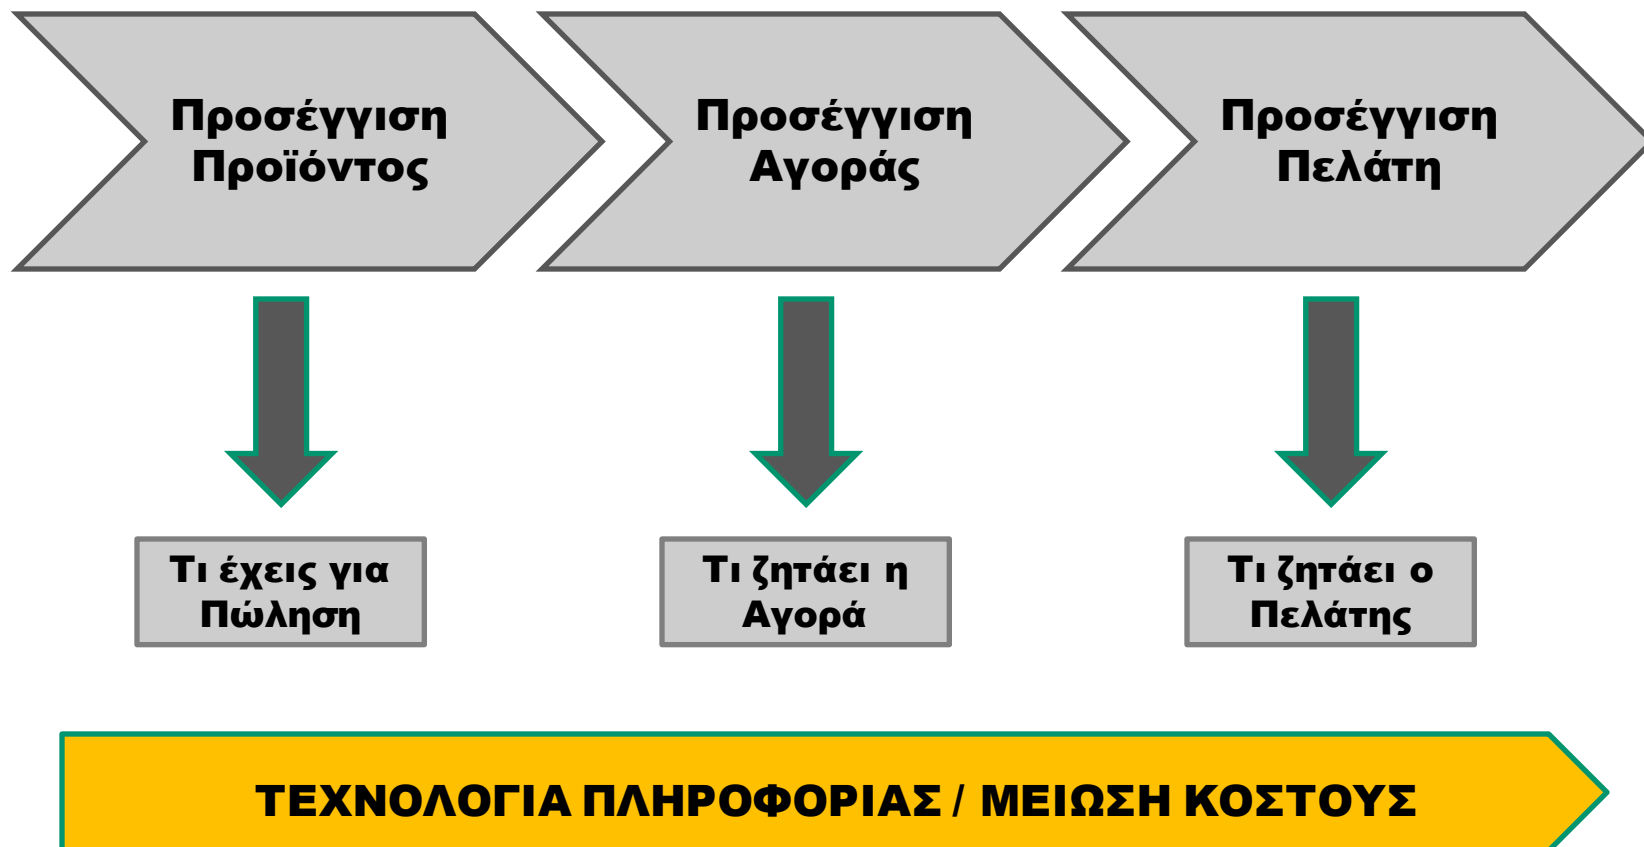 Προσέγγιση
Προϊόντος
Προσέγγιση
Αγοράς
Προσέγγιση
Πελάτη
Τι έχεις για
Πώληση
Τι ζητάει η
Αγορά
Τι ζητάει ο
Πελάτης
ΤΕΧΝΟΛΟΓΙΑ ΠΛΗΡΟΦΟΡΙΑΣ / ΜΕΙΩΣΗ ΚΟΣΤΟΥΣ